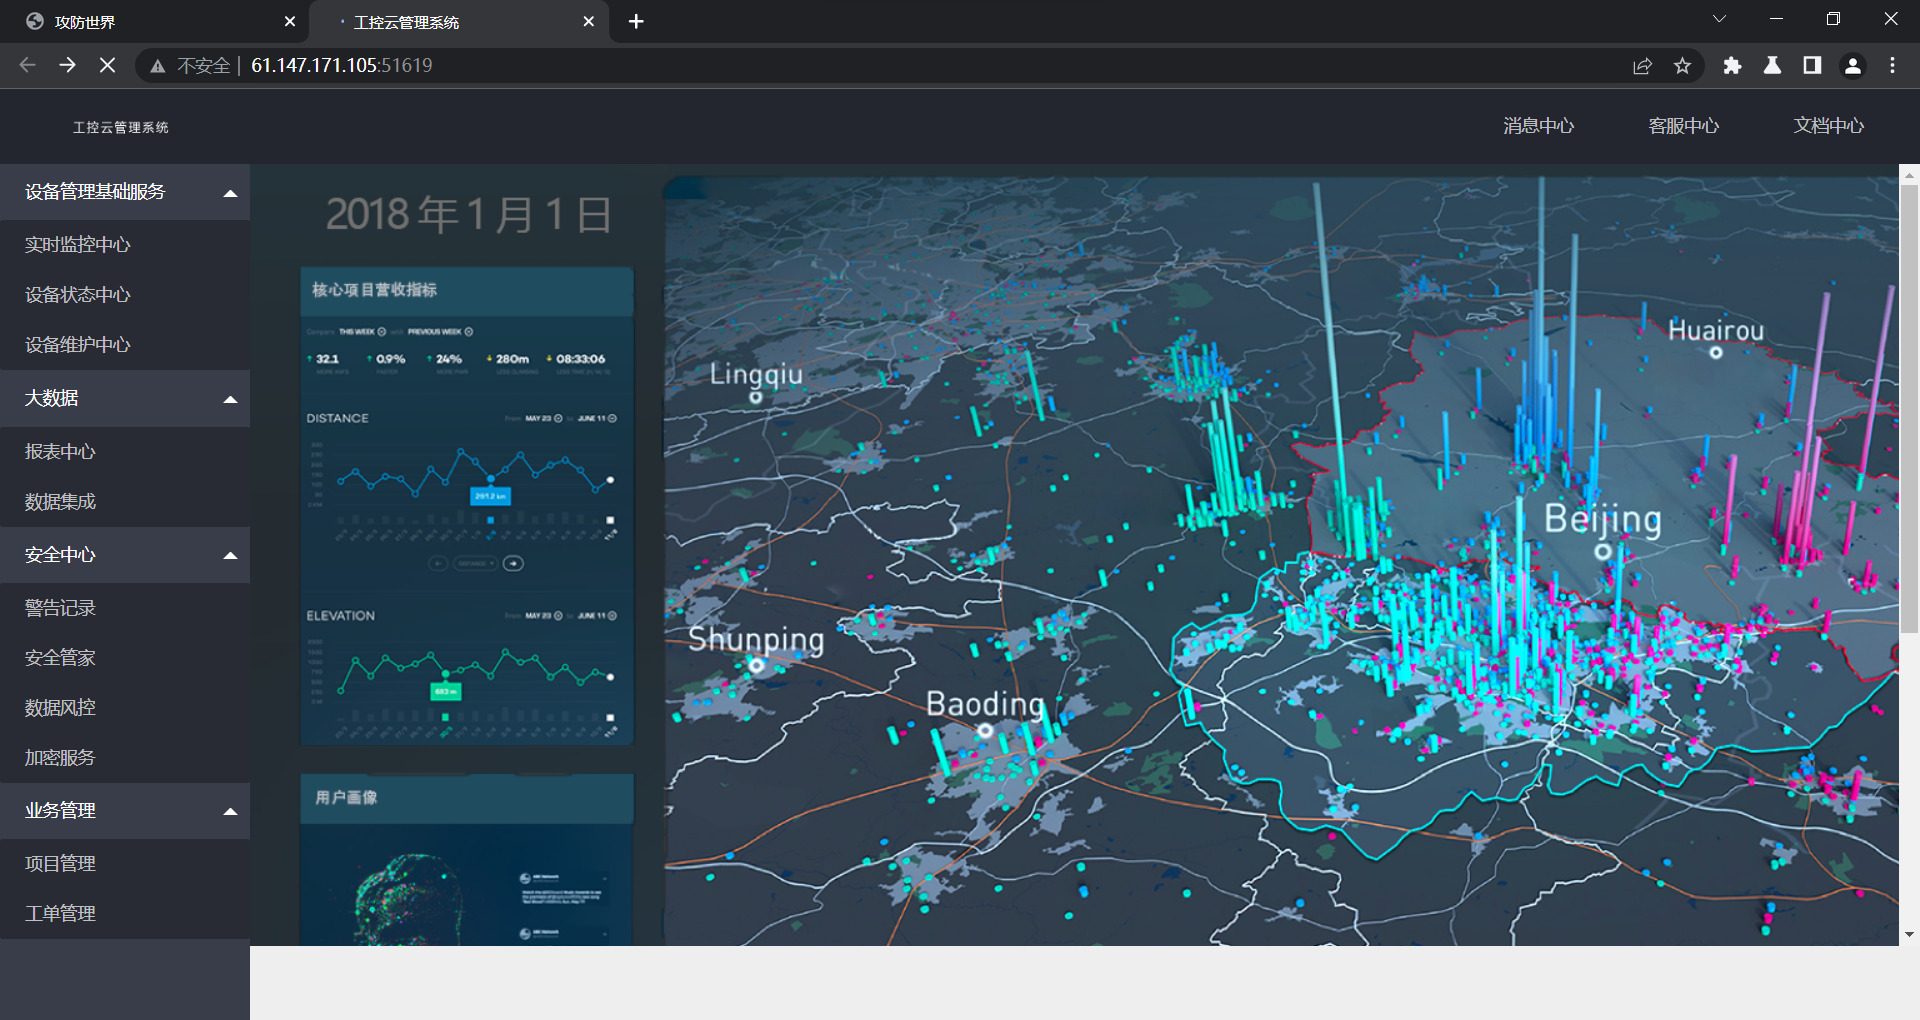 攻防世界
工控云管理系统
不安全
61.147.171.105:51619
工控云管理系统
消息中心
客服中心
文档中心
设备管理基础服务
实时监控中心
设备状态中心
设备维护中心
大数据
报表中心
数据集成
安全中心
警告记录
安全管家
数据风控
加密服务
业务管理
项目管理
工单管理
2018年1月1日
核心项目营收指标
Compare THIS WEEK with PREVIOUS WEEK
32.1 0.9% 24% 280m 08:33:06
DISTANCE
From MAY 23 to JUNE 11
ELEVATION
From MAY 23 to JUNE 11
683 m
用户画像
Lingqiu
Huairou
Beijing
Shunping
Baoding